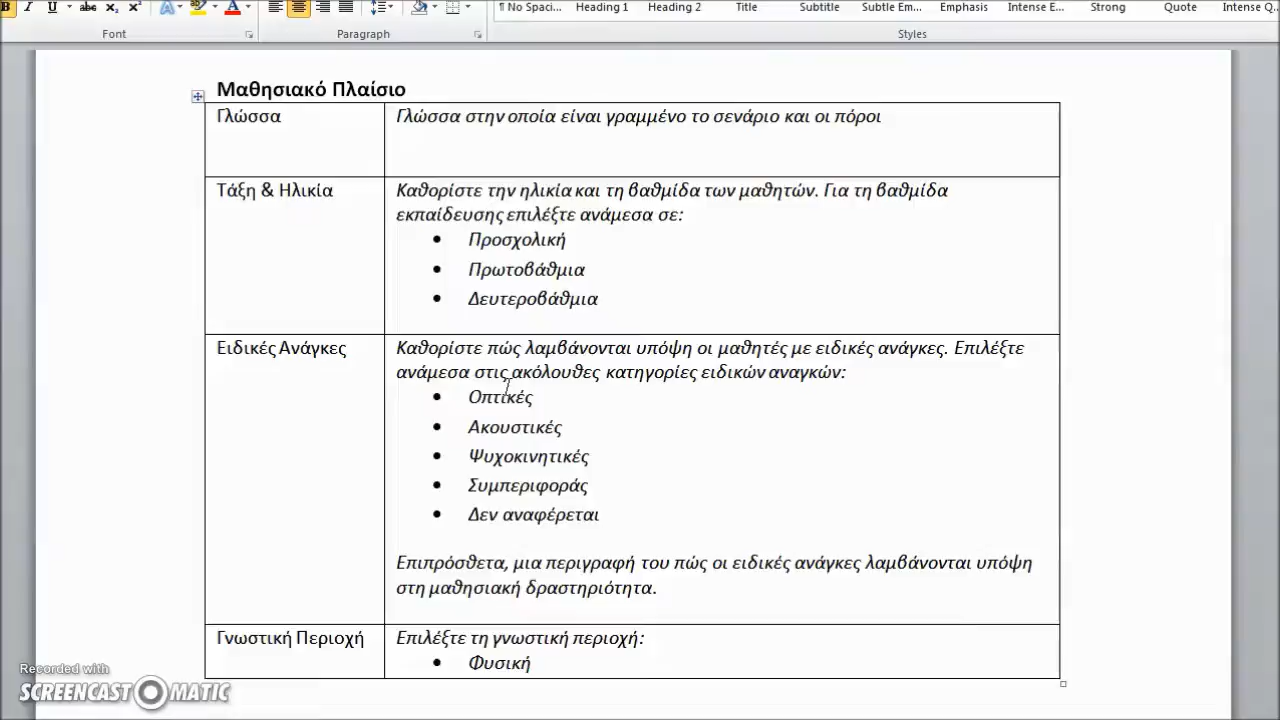 B I U abc x₂ x² A ab A
¶ No Spaci... Heading 1 Heading 2 Title Subtitle Subtle Em... Emphasis Intense E... Strong Quote Intense Q...
Font Paragraph Styles
Μαθησιακό Πλαίσιο
Γλώσσα
Γλώσσα στην οποία είναι γραμμένο το σενάριο και οι πόροι
Τάξη & Ηλικία
Καθορίστε την ηλικία και τη βαθμίδα των μαθητών. Για τη βαθμίδα
εκπαίδευσης επιλέξτε ανάμεσα σε:
• Προσχολική
• Πρωτοβάθμια
• Δευτεροβάθμια
Ειδικές Ανάγκες
Καθορίστε πώς λαμβάνονται υπόψη οι μαθητές με ειδικές ανάγκες. Επιλέξτε
ανάμεσα στις ακόλουθες κατηγορίες ειδικών αναγκών:
• Οπτικές
• Ακουστικές
• Ψυχοκινητικές
• Συμπεριφοράς
• Δεν αναφέρεται
Επιπρόσθετα, μια περιγραφή του πώς οι ειδικές ανάγκες λαμβάνονται υπόψη
στη μαθησιακή δραστηριότητα.
Γνωστική Περιοχή
Επιλέξτε τη γνωστική περιοχή:
• Φυσική
Recorded with
SCREENCAST O MATIC